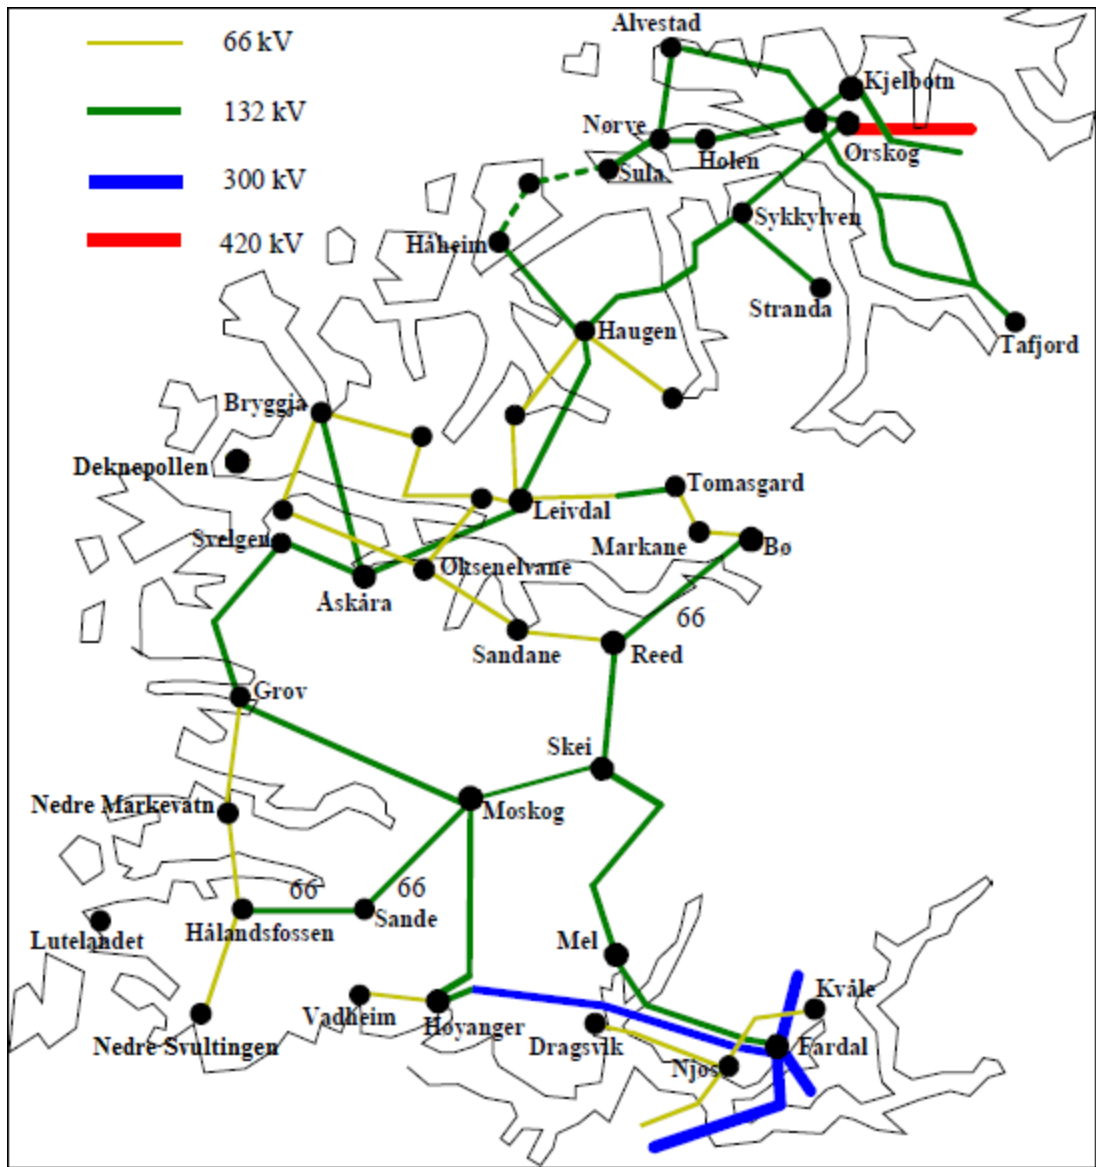 66 kV
132 kV
300 kV
420 kV
Alvestad
Kjelbotn
Nørve
Holen
Ørskog
Sula
Sykkylven
Håheim
Stranda
Haugen
Tafjord
Bryggja
Deknepollen
Tomasgard
Leivdal
Svelgen
Markane
Bø
Øksenelvane
Åskåra
66
Sandane
Reed
Grov
Skei
Nedre Markevatn
Moskog
66
66
Sande
Lutelandet
Hålandsfossen
Mel
Kvåle
Vadheim
Høyanger
Dragsvik
Fardal
Nedre Svultingen
Njøs